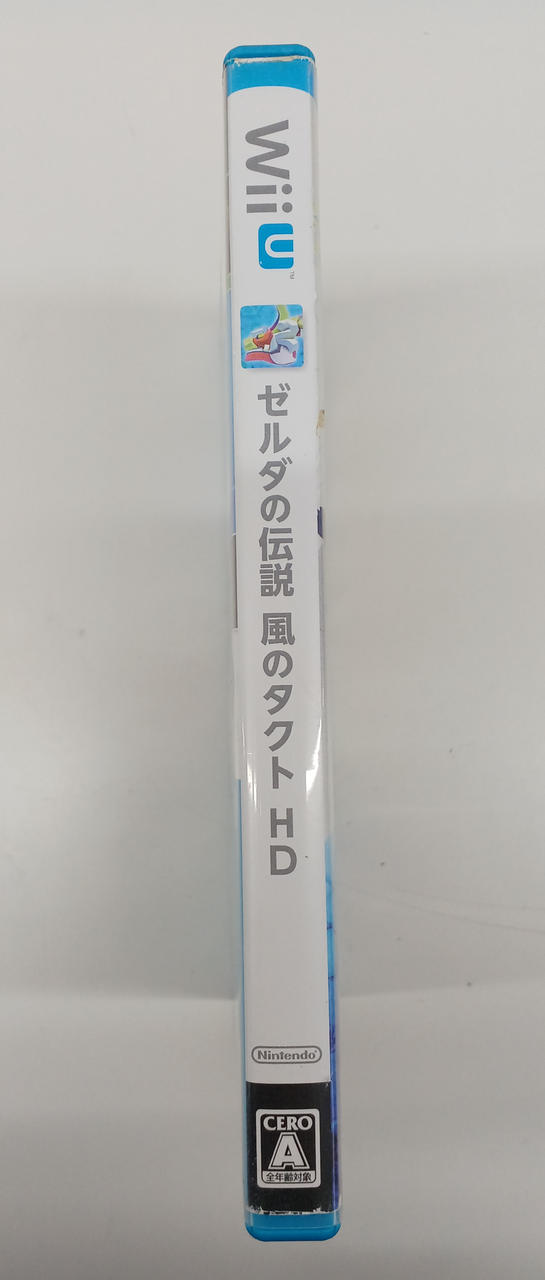 Wii U™
ゼルダの伝説 風のタクト HD
Nintendo®
CERO
A
全年齢対象